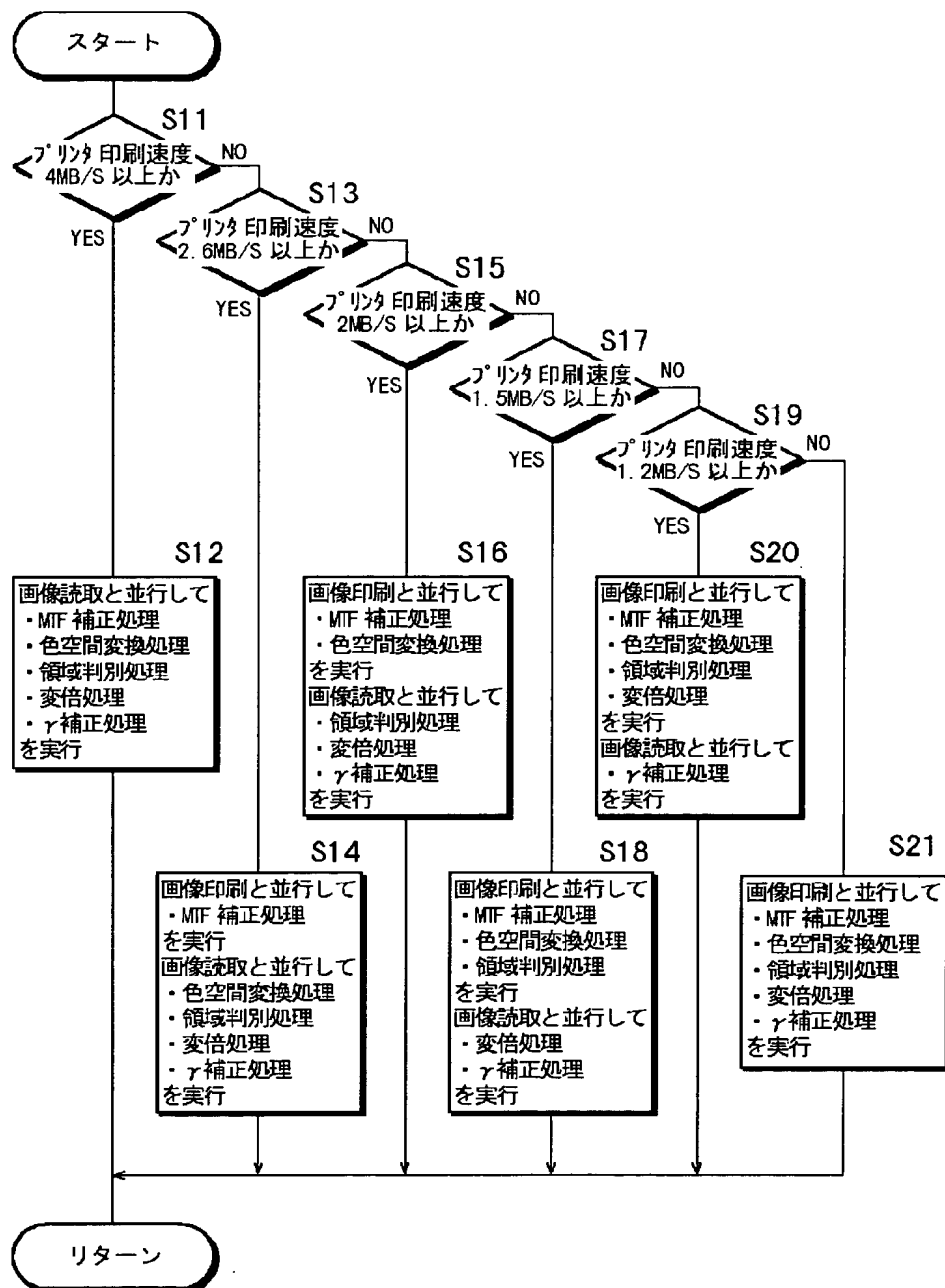 スタート
S11
プリンタ印刷速度
4MB/S 以上か
NO
YES
S13
プリンタ印刷速度
2.6MB/S 以上か
NO
YES
S15
プリンタ印刷速度
2MB/S 以上か
NO
YES
S17
プリンタ印刷速度
1.5MB/S 以上か
NO
YES
S19
プリンタ印刷速度
1.2MB/S 以上か
NO
YES
S12
画像読取と並行して
・MTF 補正処理
・色空間変換処理
・領域判別処理
・変倍処理
・γ補正処理
を実行
S16
画像印刷と並行して
・MTF 補正処理
・色空間変換処理
を実行
画像読取と並行して
・領域判別処理
・変倍処理
・γ補正処理
を実行
S20
画像印刷と並行して
・MTF 補正処理
・色空間変換処理
・領域判別処理
・変倍処理
を実行
画像読取と並行して
・γ補正処理
を実行
S14
画像印刷と並行して
・MTF 補正処理
を実行
画像読取と並行して
・色空間変換処理
・領域判別処理
・変倍処理
・γ補正処理
を実行
S18
画像印刷と並行して
・MTF 補正処理
・色空間変換処理
・領域判別処理
を実行
画像読取と並行して
・変倍処理
・γ補正処理
を実行
S21
画像印刷と並行して
・MTF 補正処理
・色空間変換処理
・領域判別処理
・変倍処理
・γ補正処理
を実行
リターン